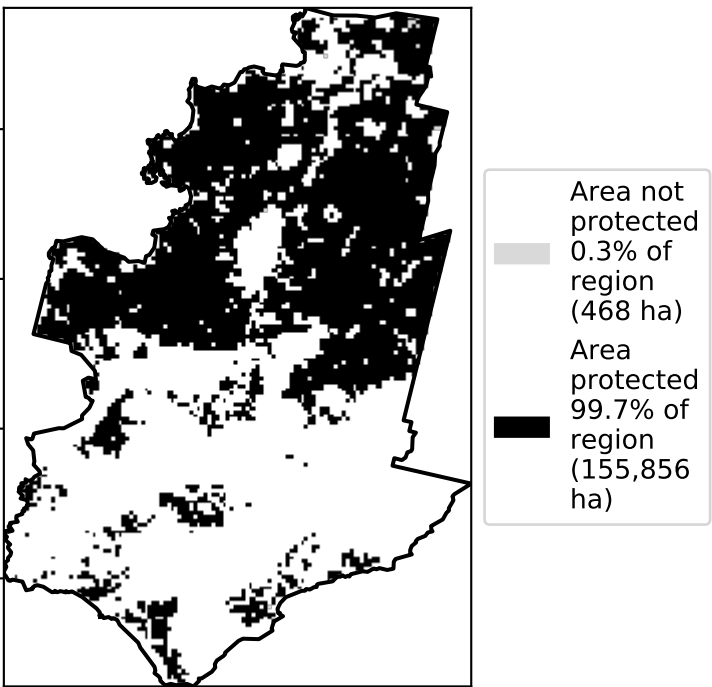 Area not
protected
0.3% of
region
(468 ha)
Area
protected
99.7% of
region
(155,856
ha)